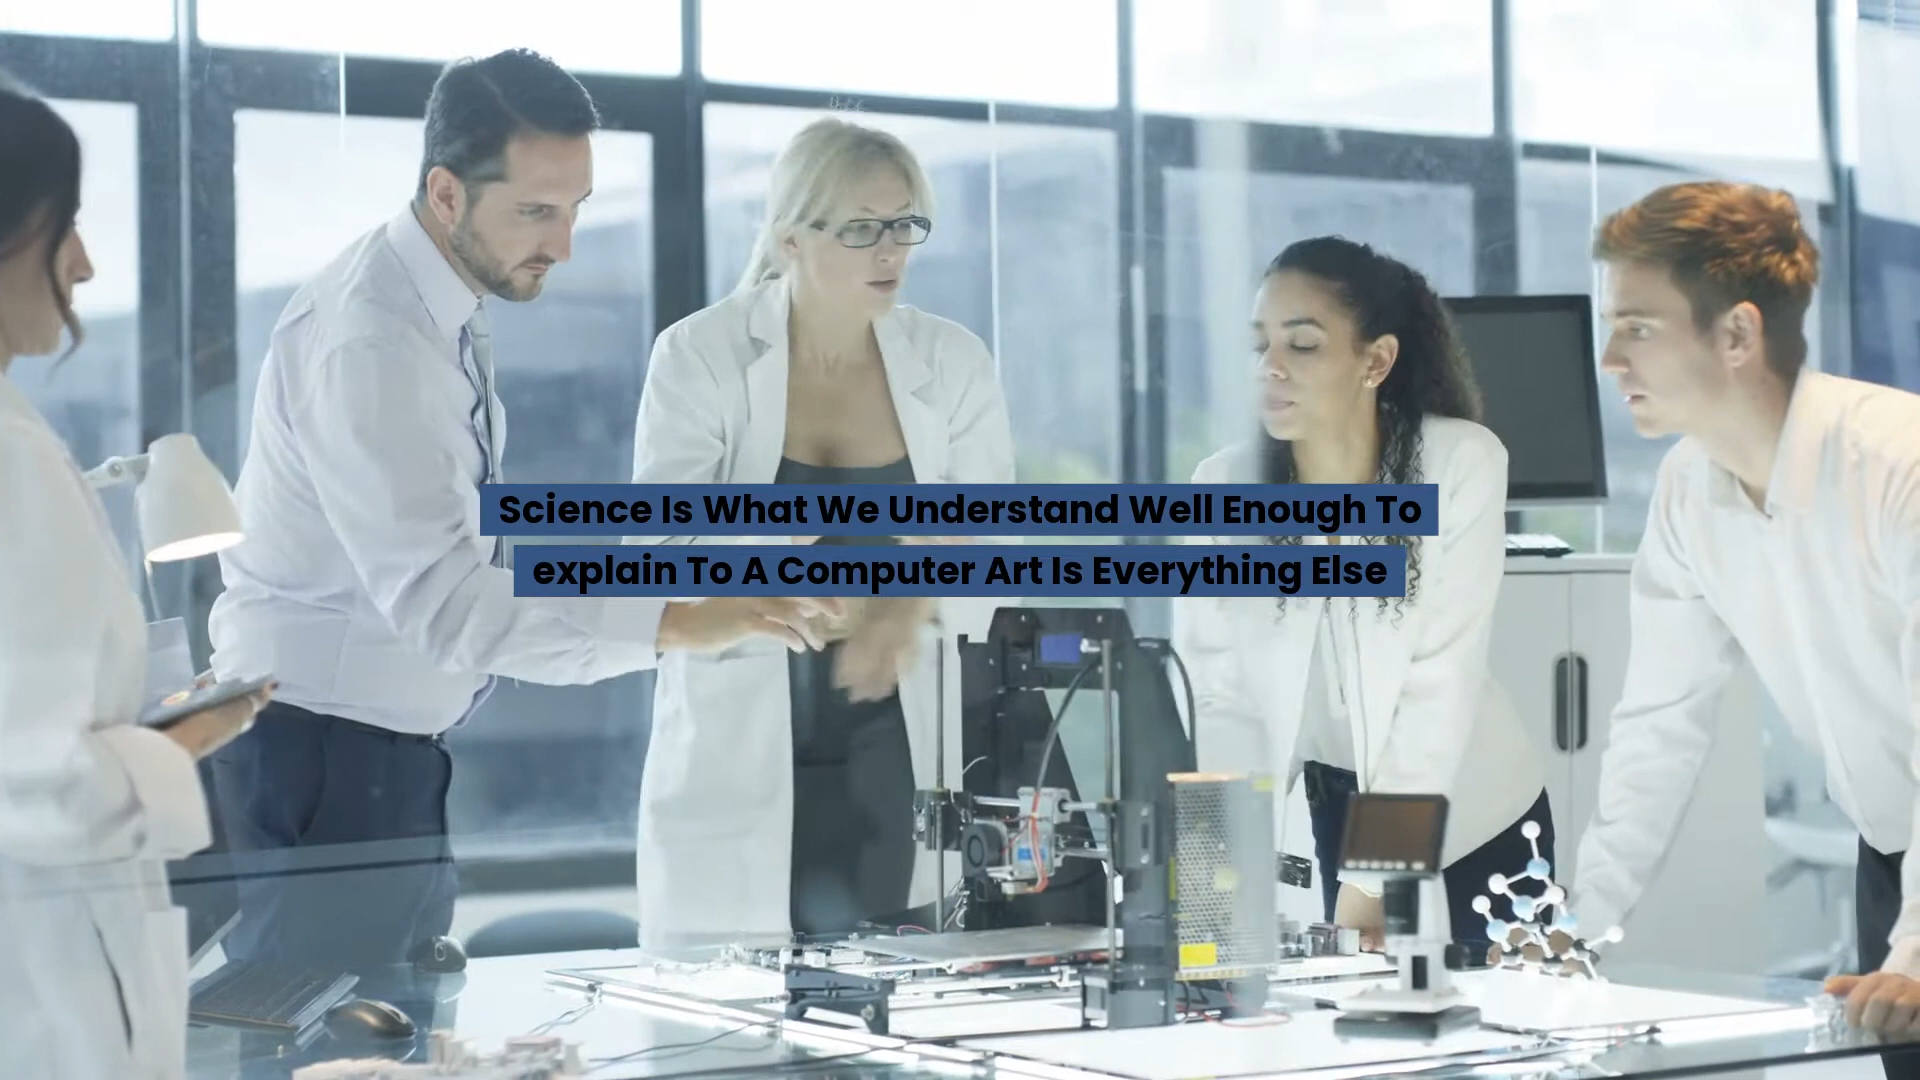 Science Is What We Understand Well Enough To
explain To A Computer Art Is Everything Else